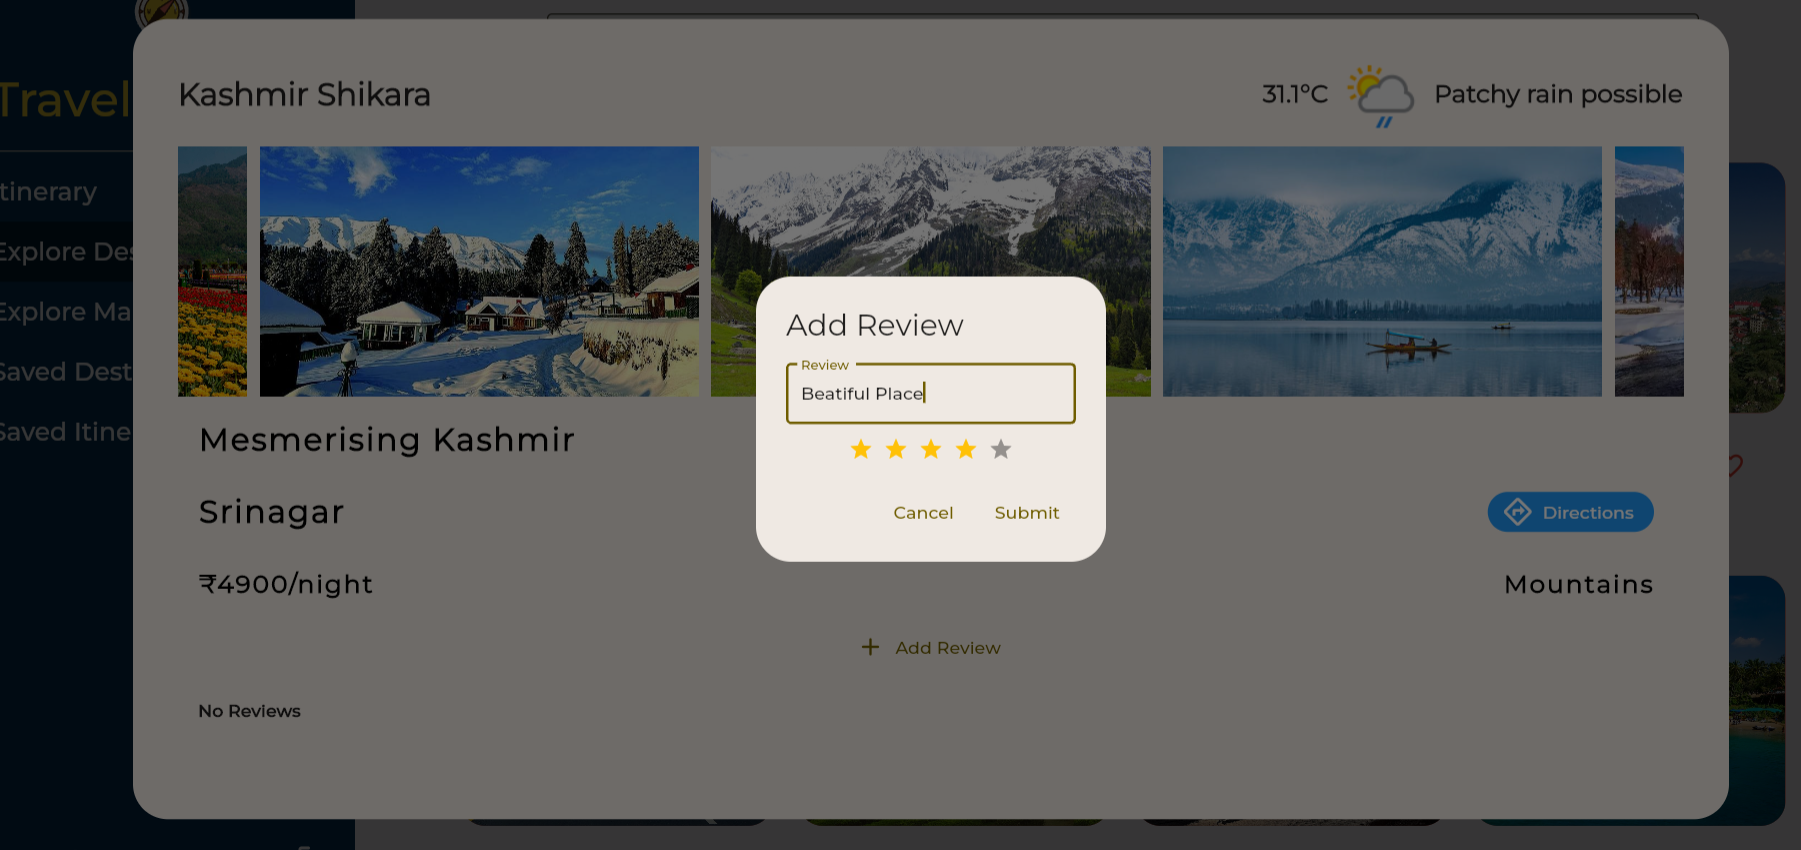 Travel
Kashmir Shikara
31.1°C
Patchy rain possible
tinerary
Explore Des
Explore Ma
Saved Dest
Saved Itine
Add Review
Review
Beatiful Place
Cancel
Submit
Mesmerising Kashmir
Srinagar
Directions
₹4900/night
Mountains
Add Review
No Reviews